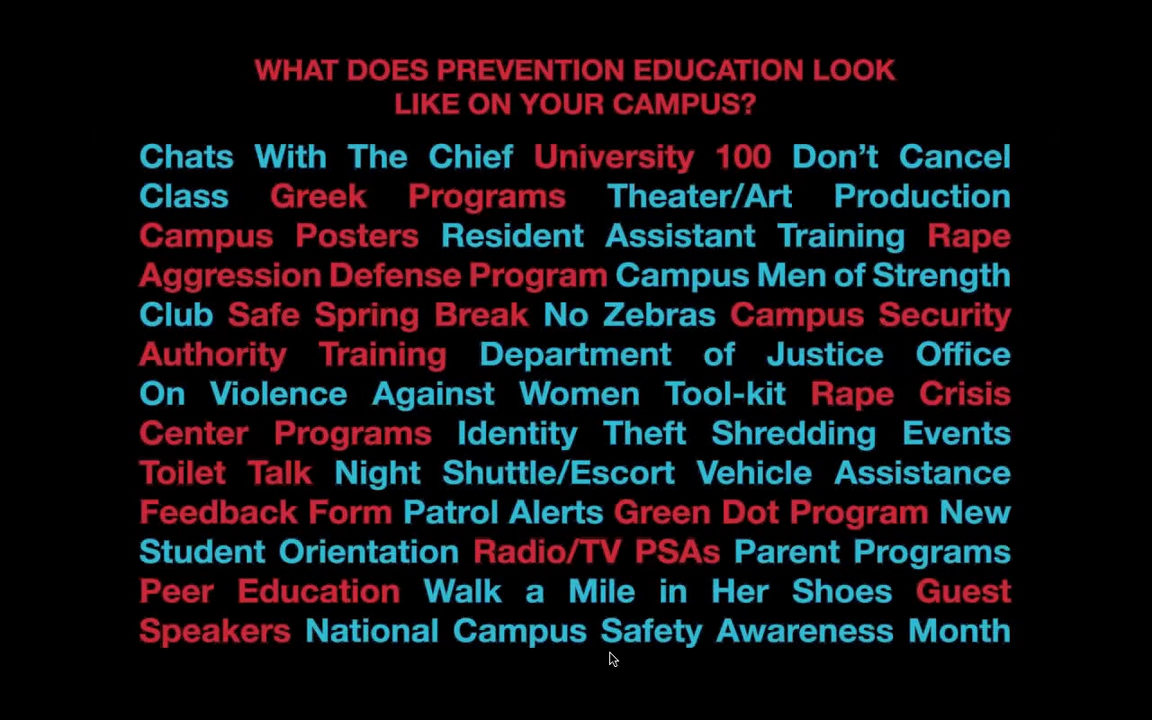 WHAT DOES PREVENTION EDUCATION LOOK
LIKE ON YOUR CAMPUS?
Chats With The Chief University 100 Don’t Cancel
Class Greek Programs Theater/Art Production
Campus Posters Resident Assistant Training Rape
Aggression Defense Program Campus Men of Strength
Club Safe Spring Break No Zebras Campus Security
Authority Training Department of Justice Office
On Violence Against Women Tool-kit Rape Crisis
Center Programs Identity Theft Shredding Events
Toilet Talk Night Shuttle/Escort Vehicle Assistance
Feedback Form Patrol Alerts Green Dot Program New
Student Orientation Radio/TV PSAs Parent Programs
Peer Education Walk a Mile in Her Shoes Guest
Speakers National Campus Safety Awareness Month